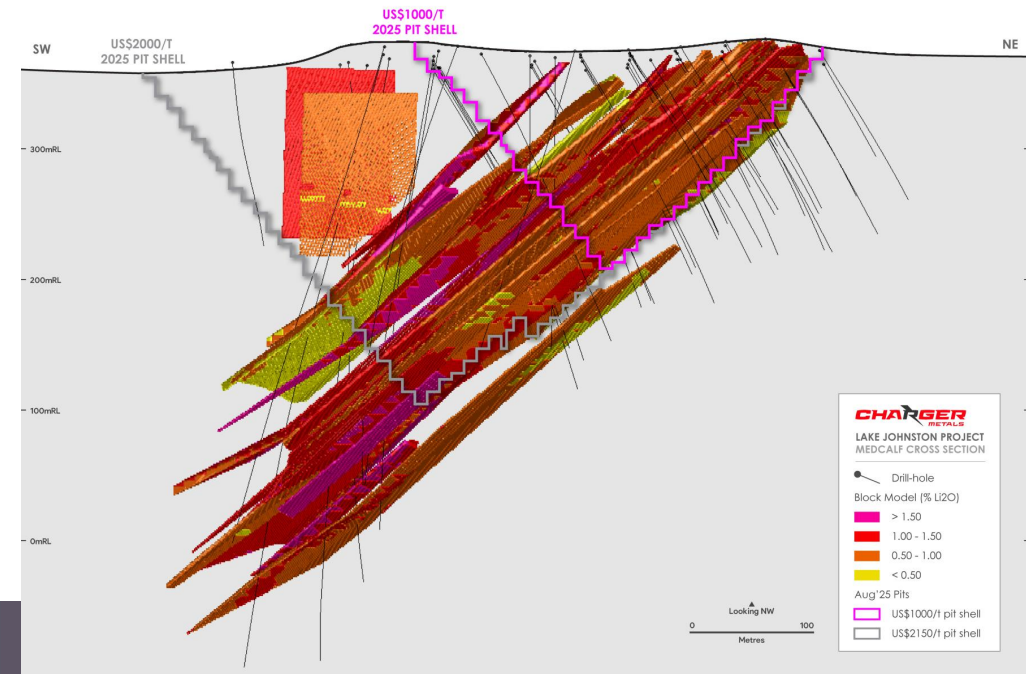 US$1000/T
2025 PIT SHELL
SW
US$2000/T
2025 PIT SHELL
NE
300mRL
200mRL
100mRL
0mRL
CHARGER
METALS
LAKE JOHNSTON PROJECT
MEDCALF CROSS SECTION
Drill-hole
Block Model (% Li2O)
> 1.50
1.00 - 1.50
0.50 - 1.00
< 0.50
Aug'25 Pits
US$1000/t pit shell
US$2150/t pit shell
Looking NW
0 100
Metres